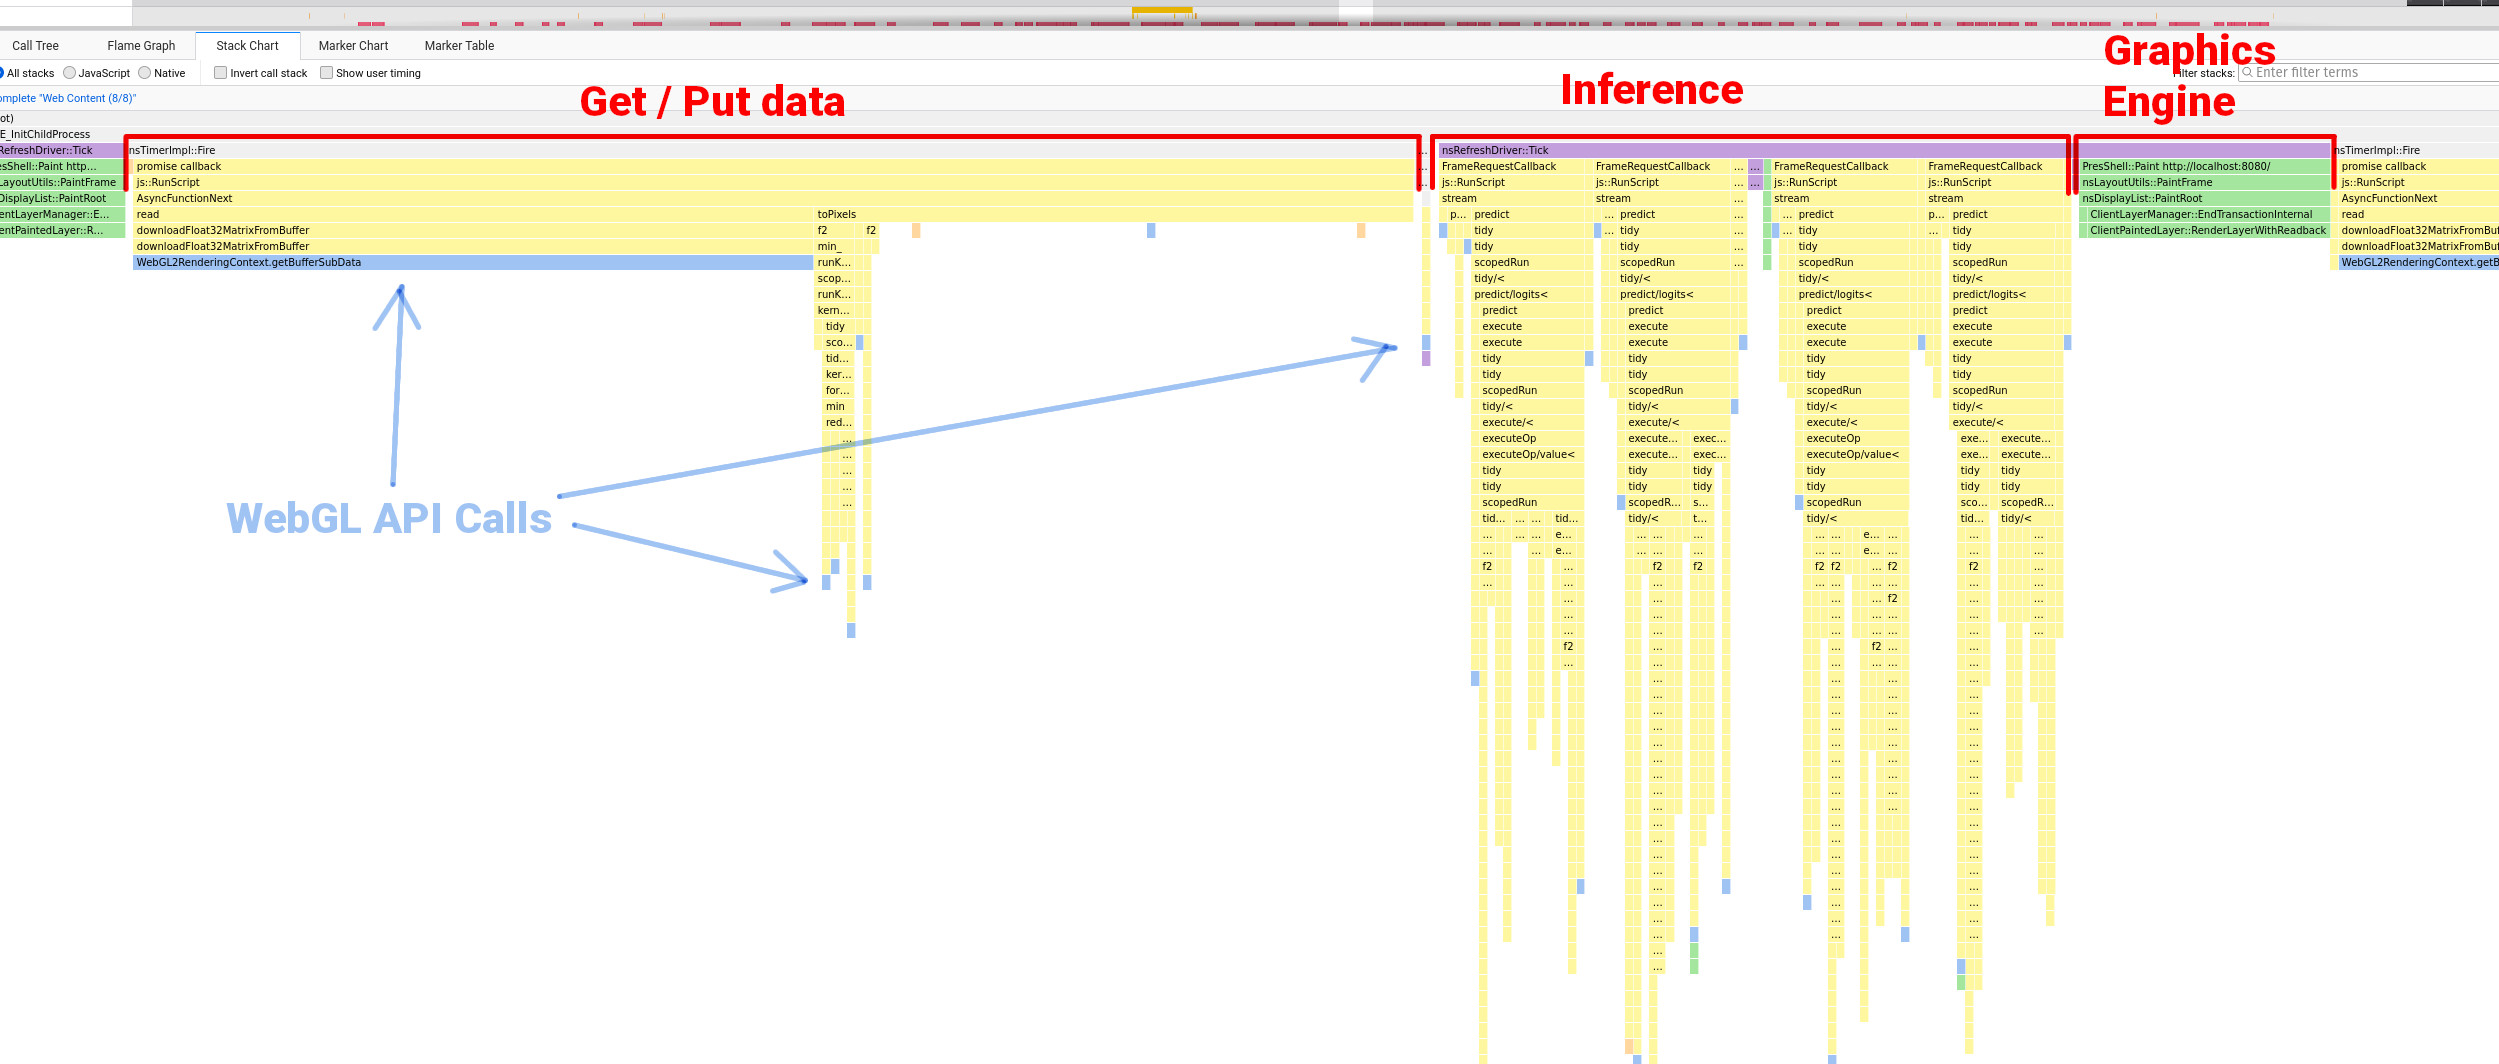 Call Tree Flame Graph Stack Chart Marker Chart Marker Table
Graphics
All stacks JavaScript Native Invert call stack Show user timing
Filter stacks: Enter filter terms
Inference
Get / Put data
Engine
omplete "Web Content (8/8)"
ot)
E_InitChildProcess
RefreshDriver::Tick nsTimerImpl::Fire ... nsRefreshDriver::Tick nsTimerImpl::Fire
esShell::Paint http... promise callback ... FrameRequestCallback FrameRequestCallback ... ... FrameRequestCallback FrameRequestCallback PresShell::Paint http://localhost:8080/ promise callback
LayoutUtils::PaintFrame js::RunScript ... js::RunScript js::RunScript ... ... js::RunScript js::RunScript nsLayoutUtils::PaintFrame js::RunScript
DisplayList::PaintRoot AsyncFunctionNext stream stream ... stream stream nsDisplayList::PaintRoot AsyncFunctionNext
entLayerManager::E... read toPixels p... predict ... predict ... ... predict p... predict ClientLayerManager::EndTransactionInternal read
entPaintedLayer::R... downloadFloat32MatrixFromBuffer f2 f2 tidy ... tidy ... ... tidy ... tidy ClientPaintedLayer::RenderLayerWithReadback downloadFloat32MatrixFromBuf
downloadFloat32MatrixFromBuffer min_ tidy tidy ... tidy tidy downloadFloat32MatrixFromBuf
WebGL2RenderingContext.getBufferSubData runK... scopedRun scopedRun ... scopedRun scopedRun WebGL2RenderingContext.getB
scop... tidy/< tidy/< tidy/< tidy/<
runK... predict/logits< predict/logits< predict/logits< predict/logits<
kern... predict predict predict predict
tidy execute execute execute execute
sco... execute execute execute execute
tid... tidy tidy tidy tidy
ker... tidy tidy tidy tidy
for... scopedRun scopedRun scopedRun scopedRun
min tidy/< tidy/< tidy/< tidy/<
red... execute/< execute/< execute/< execute/<
... executeOp execute... exec... executeOp exe... execute...
... executeOp/value< execute... exec... executeOp/value< exe... execute...
... tidy tidy tidy tidy tidy tidy
... tidy tidy tidy tidy tidy tidy
... scopedRun scopedR... s... scopedRun sco... scopedR...
WebGL API Calls
tid... ... ... tid... tidy/< t... tidy/< tid... tidy/<
... ... ... e... ... ... ... ... ... e... ... ... ...
... ... e... ... ... ... ... ... e... ... ... ...
f2 ... f2 f2 f2 f2 ... f2 f2 ...
... ... ... ... ... ... ... ... ...
... ... ... ... f2 ... ...
... ... ... ... ... ...
... ... ... ... ... ... ...
f2 ... ... f2 ... ...
... ... ... ... ... ...